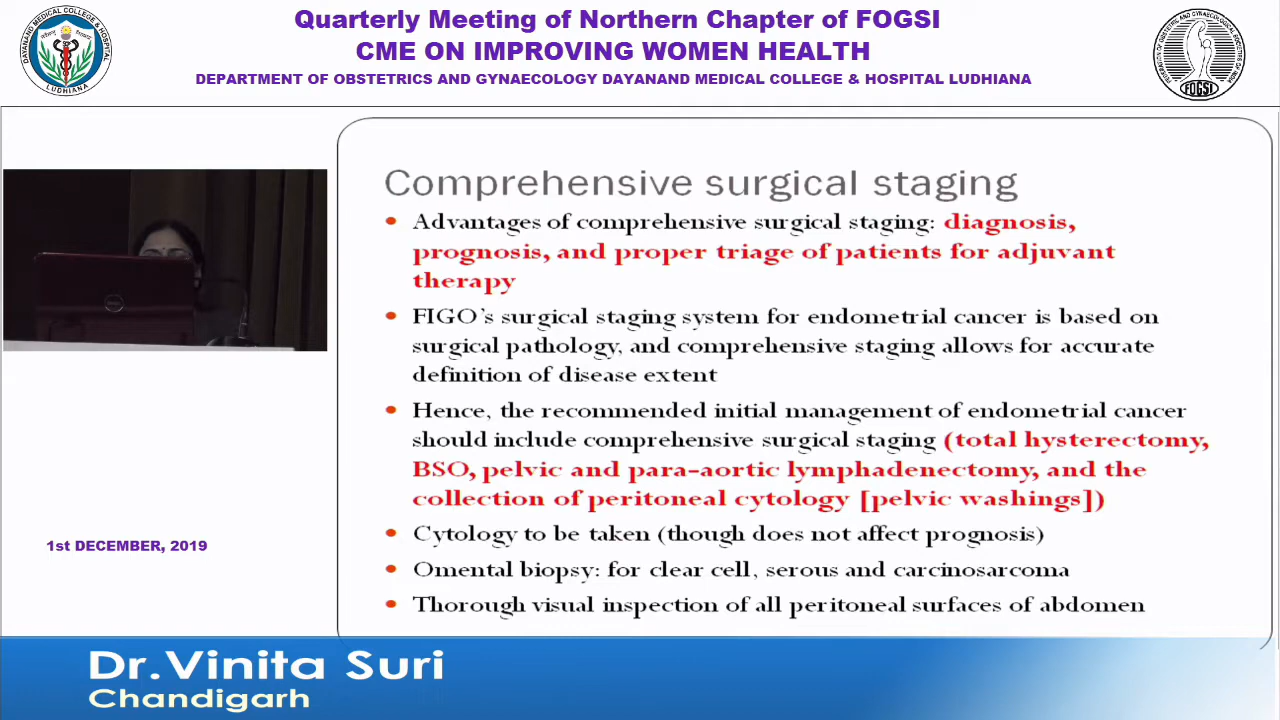 Quarterly Meeting of Northern Chapter of FOGSI
CME ON IMPROVING WOMEN HEALTH
DEPARTMENT OF OBSTETRICS AND GYNAECOLOGY DAYANAND MEDICAL COLLEGE & HOSPITAL LUDHIANA
DAYANAND MEDICAL COLLEGE & HOSPITAL
LUDHIANA
FOGSI
Comprehensive surgical staging
• Advantages of comprehensive surgical staging: diagnosis,
prognosis, and proper triage of patients for adjuvant
therapy
• FIGO's surgical staging system for endometrial cancer is based on
surgical pathology, and comprehensive staging allows for accurate
definition of disease extent
• Hence, the recommended initial management of endometrial cancer
should include comprehensive surgical staging (total hysterectomy,
BSO, pelvic and para-aortic lymphadenectomy, and the
collection of peritoneal cytology [pelvic washings])
• Cytology to be taken (though does not affect prognosis)
• Omental biopsy: for clear cell, serous and carcinosarcoma
• Thorough visual inspection of all peritoneal surfaces of abdomen
1st DECEMBER, 2019
Dr.Vinita Suri
Chandigarh